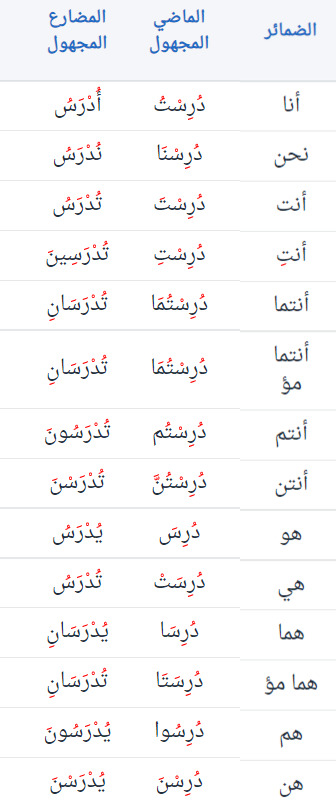 الضمائر الماضي المجهول المضارع المجهول
أنا دُرِسْتُ أُدْرَسُ
نحن دُرِسْنَا نُدْرَسُ
أنت دُرِسْتَ تُدْرَسُ
أنتِ دُرِسْتِ تُدْرَسِينَ
أنتما دُرِسْتُمَا تُدْرَسَانِ
أنتما مؤ دُرِسْتُمَا تُدْرَسَانِ
أنتم دُرِسْتُم تُدْرَسُونَ
أنتن دُرِسْتُنَّ تُدْرَسْنَ
هو دُرِسَ يُدْرَسُ
هي دُرِسَتْ تُدْرَسُ
هما دُرِسَا يُدْرَسَانِ
هما مؤ دُرِسَتَا تُدْرَسَانِ
هم دُرِسُوا يُدْرَسُونَ
هن دُرِسْنَ يُدْرَسْنَ